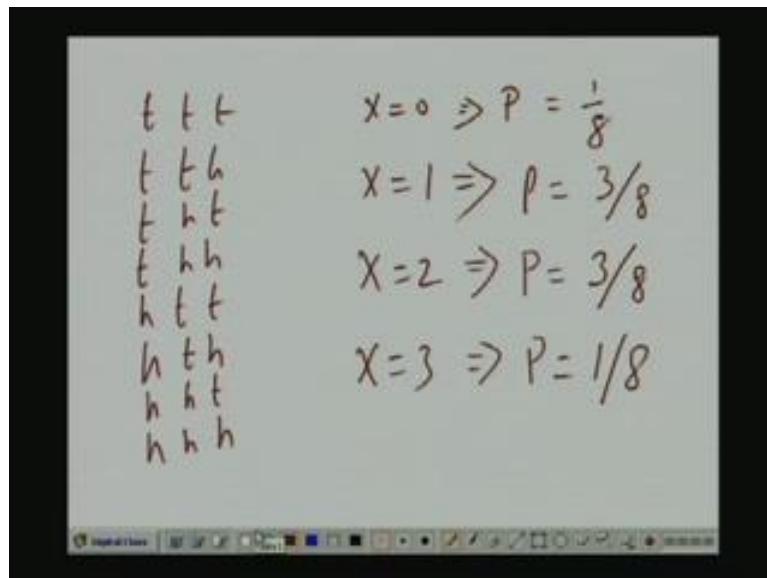 t t t
t t h
t h t
t h h
h t t
h t h
h h t
h h h
X=0 => P = 1/8
X=1 => P= 3/8
X=2 => P= 3/8
X=3 => P= 1/8